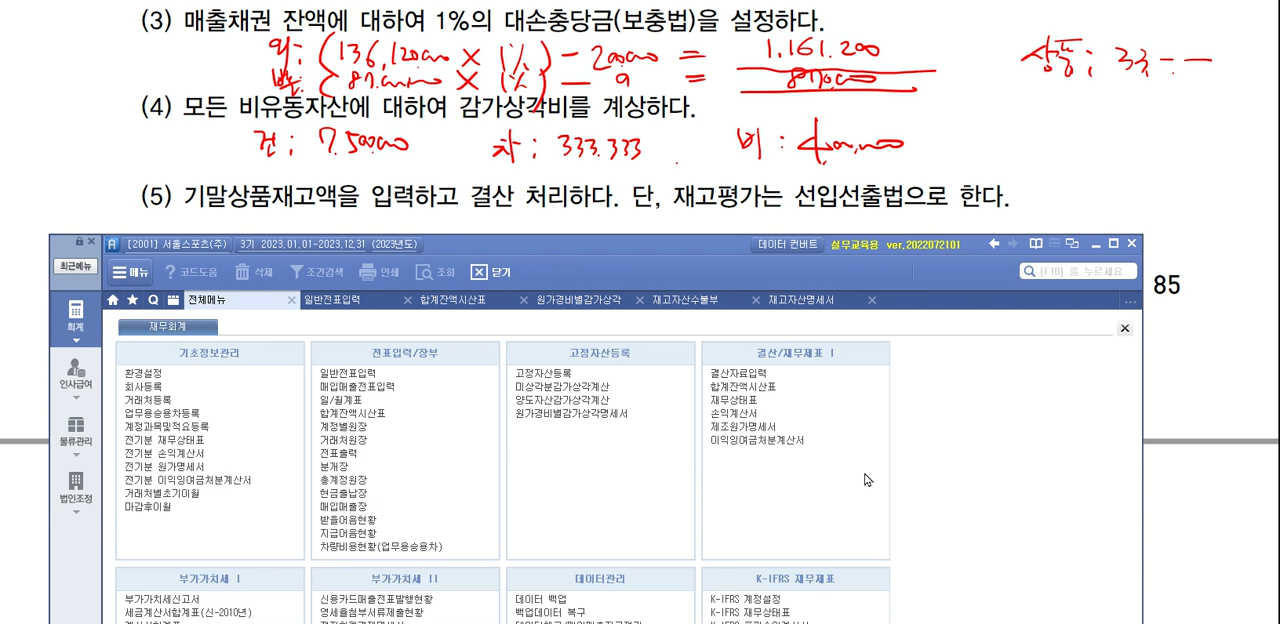 (3) 매출채권 잔액에 대하여 1%의 대손충당금(보충법)을 설정하다.
외: (136,120,000 × 1%) - 200,000 = 1,161,200
(87,000,000 × 1%) - 0 = 870,000
상품: 33
(4) 모든 비유동자산에 대하여 감가상각비를 계상하다.
건: 7,500,000 차: 333,333 비: 4,000,000
(5) 기말상품재고액을 입력하고 결산 처리하다. 단, 재고평가는 선입선출법으로 한다.
[2001] 서울스포츠(주) 3기 2023.01.01-2023.12.31 (2023년도) 데이터 컨버트 실무교육용 ver.2022072101
최근메뉴 메뉴 코드도움 삭제 조건검색 인쇄 조회 닫기 [F10] 을 누르세요
85
전체메뉴 일반전표입력 합계잔액시산표 원가경비별감가상각 재고자산수불부 재고자산명세서
회계
인사급여
물류관리
법인조정
재무회계
기초정보관리
환경설정
회사등록
거래처등록
업무용승용차등록
계정과목및적요등록
전기분 재무상태표
전기분 손익계산서
전기분 원가명세서
전기분 이익잉여금처분계산서
거래처별초기이월
마감후이월
전표입력/장부
일반전표입력
매입매출전표입력
일/월계표
합계잔액시산표
계정별원장
거래처원장
전표출력
분개장
총계정원장
현금출납장
매입매출장
받을어음현황
지급어음현황
차량비용현황(업무용승용차)
고정자산등록
고정자산등록
미상각분감가상각계산
양도자산감가상각계산
원가경비별감가상각명세서
결산/재무제표 I
결산자료입력
합계잔액시산표
재무상태표
손익계산서
제조원가명세서
이익잉여금처분계산서
부가가치세 I
부가가치세신고서
세금계산서합계표(신-2010년)
부가가치세 II
신용카드매출전표발행현황
영세율첨부서류제출현황
데이터관리
데이터 백업
백업데이터 복구
K-IFRS 재무제표
K-IFRS 계정설정
K-IFRS 재무상태표